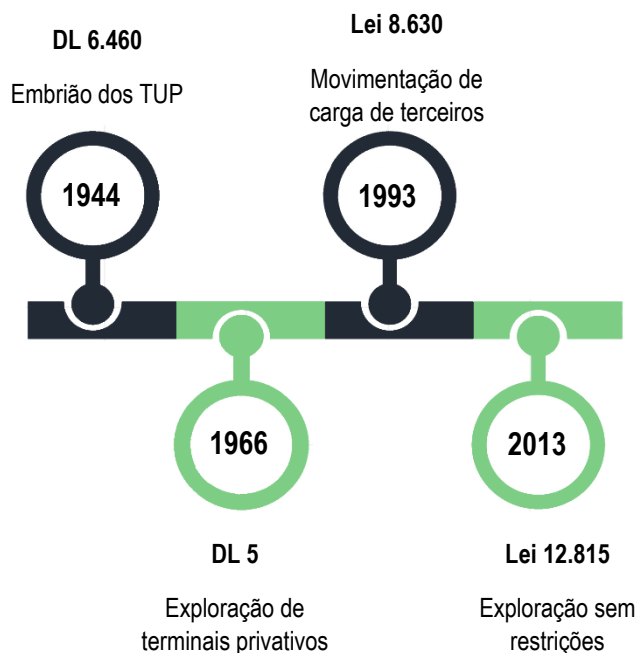 DL 6.460
Embrião dos TUP
1944
Lei 8.630
Movimentação de
carga de terceiros
1993
1966
DL 5
Exploração de
terminais privativos
2013
Lei 12.815
Exploração sem
restrições